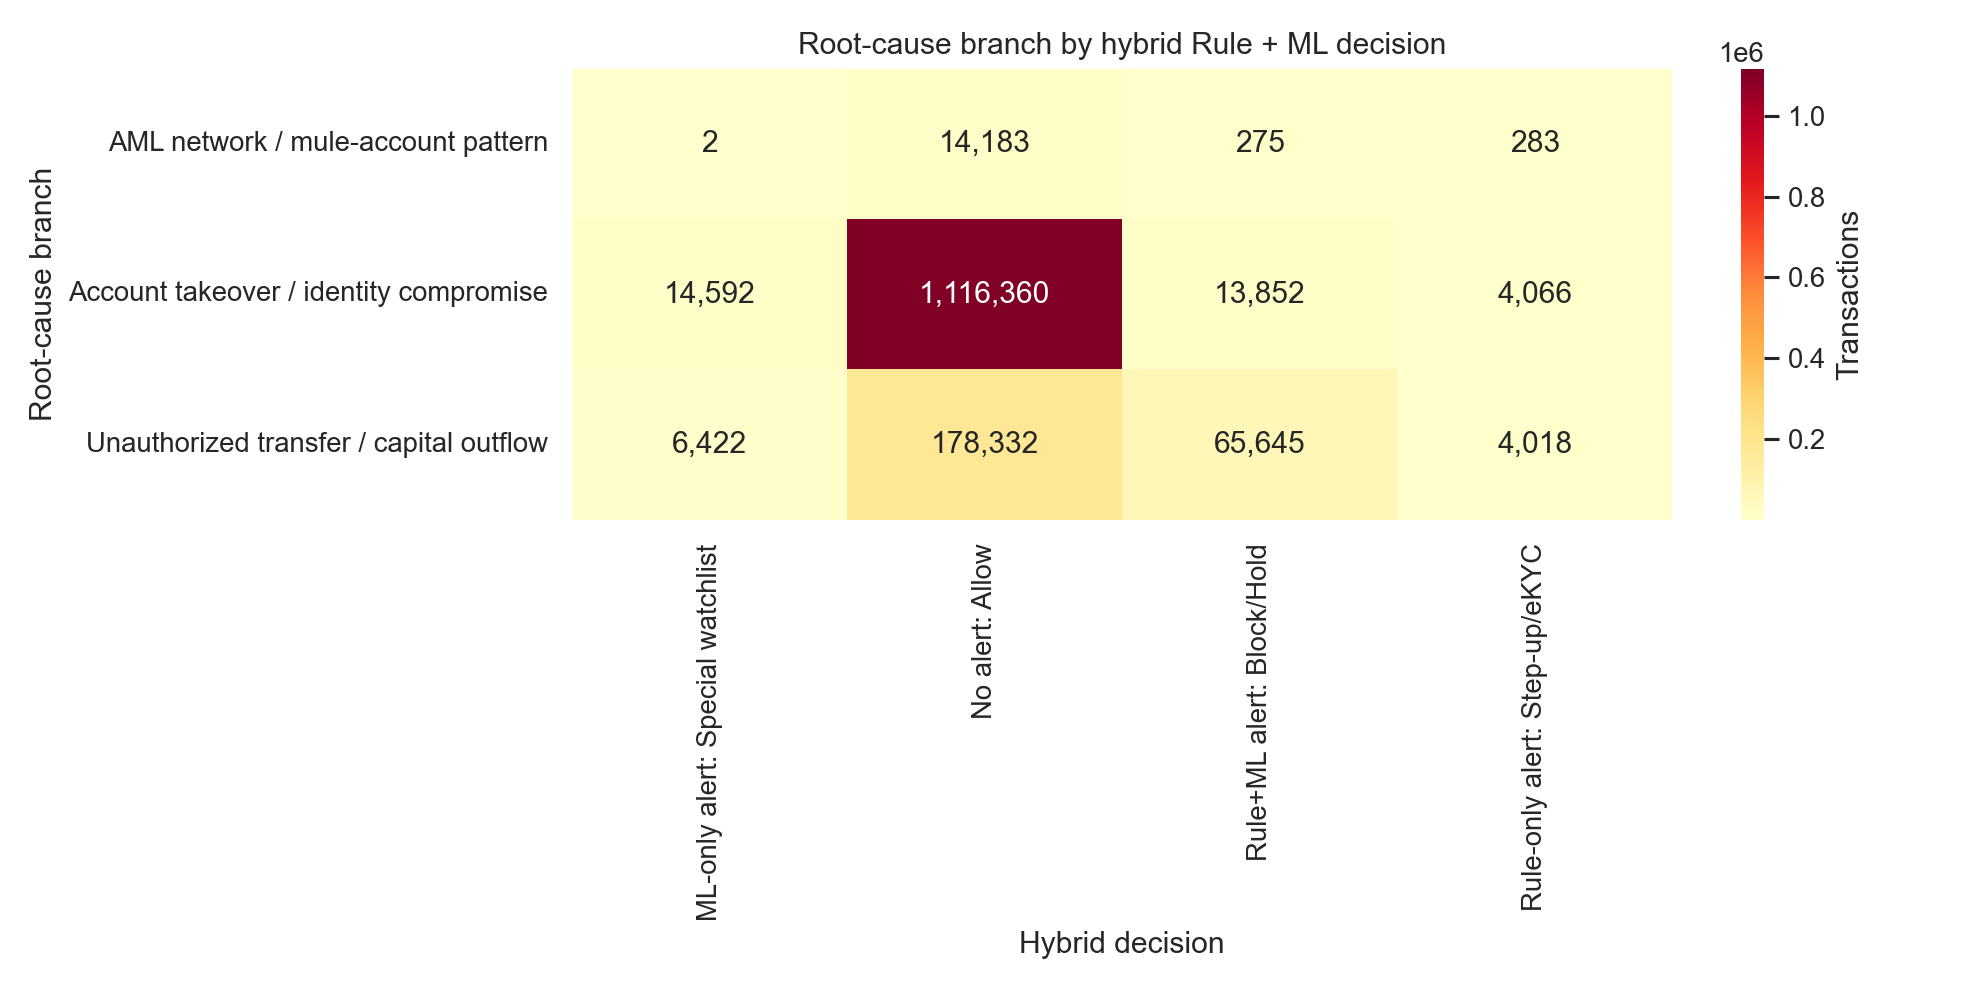 Root-cause branch by hybrid Rule + ML decision
1e6
Root-cause branch
AML network / mule-account pattern
2
14,183
275
283
Account takeover / identity compromise
14,592
1,116,360
13,852
4,066
Unauthorized transfer / capital outflow
6,422
178,332
65,645
4,018
1.0
0.8
0.6
0.4
0.2
Transactions
ML-only alert: Special watchlist
No alert: Allow
Rule+ML alert: Block/Hold
Rule-only alert: Step-up/eKYC
Hybrid decision